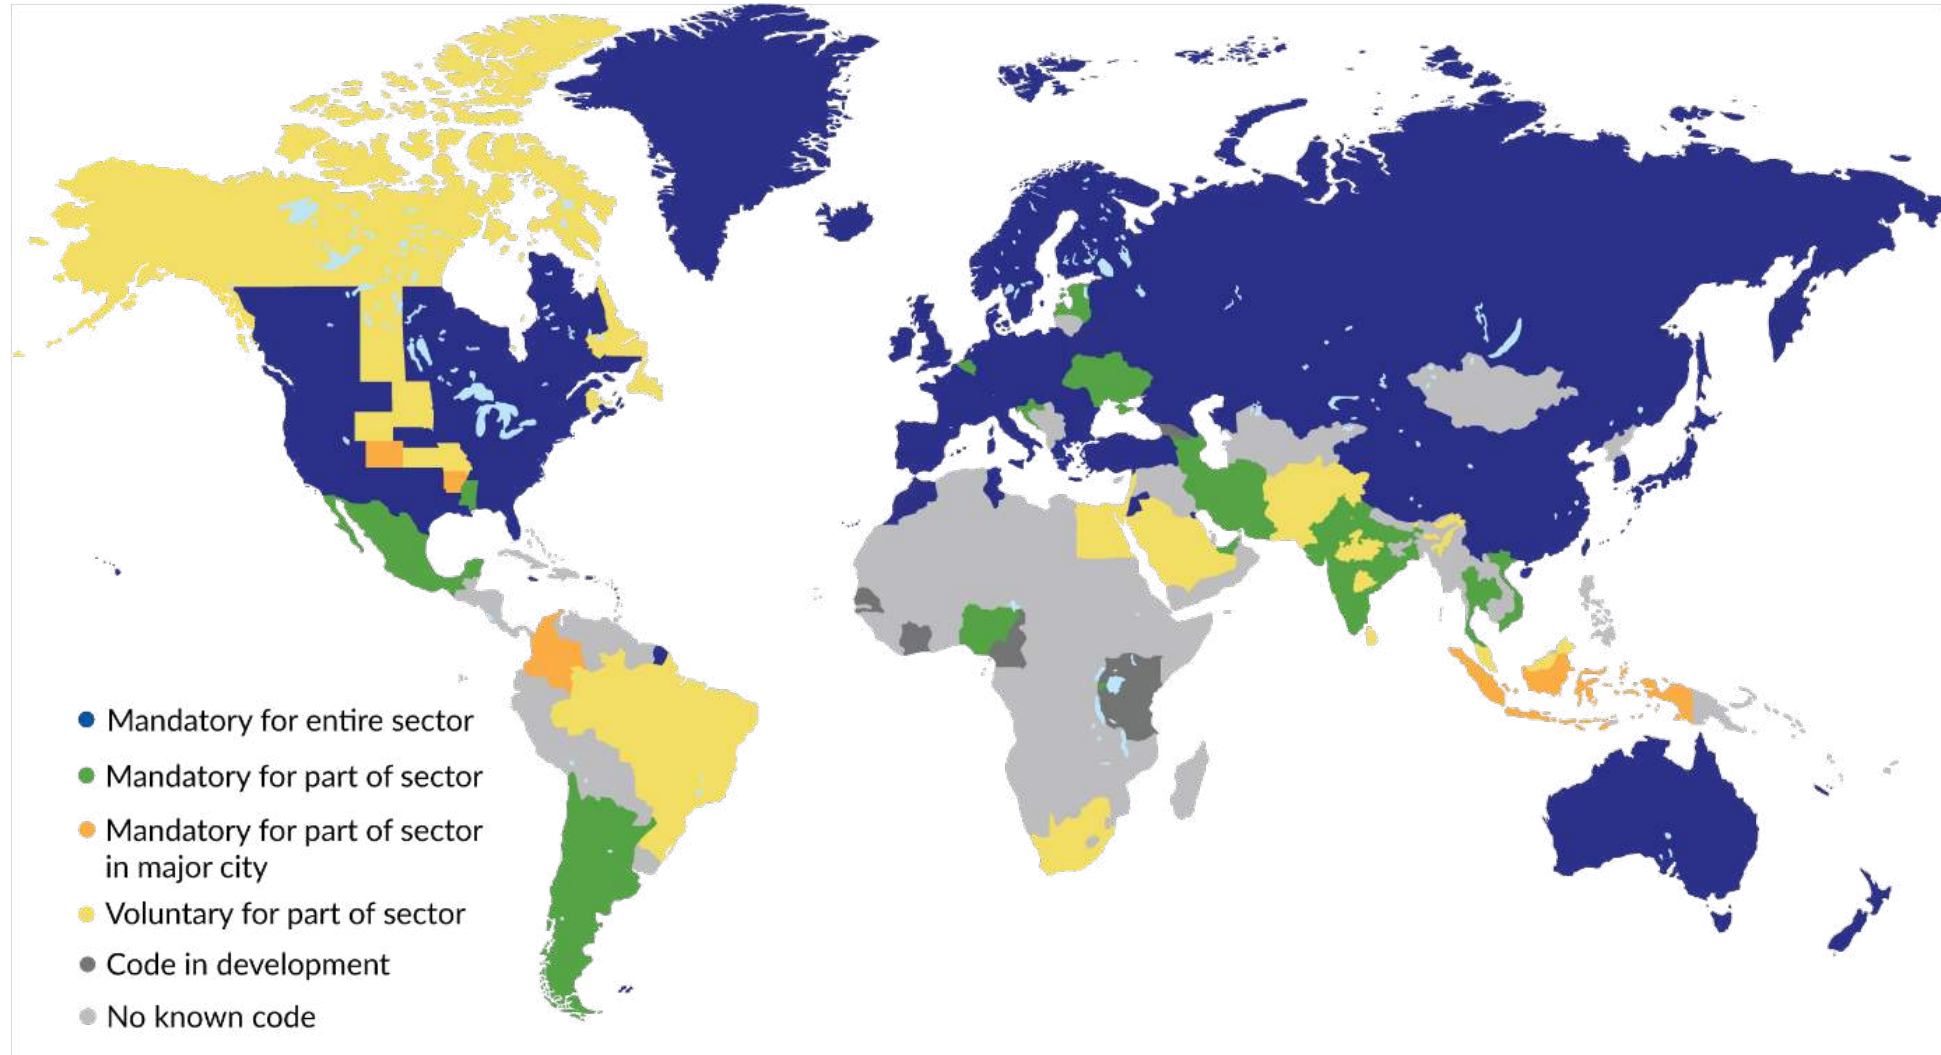 Mandatory for entire sector
Mandatory for part of sector
Mandatory for part of sector
in major city
Voluntary for part of sector
Code in development
No known code